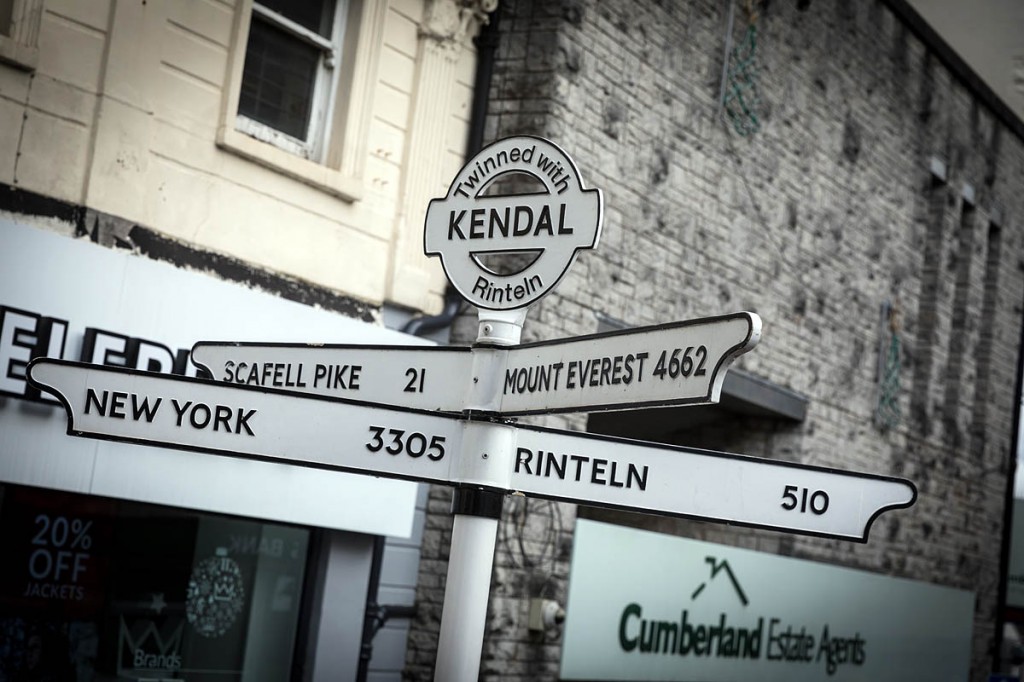 Twinned with
KENDAL
Rinteln
SCAFELL PIKE 21
MOUNT EVEREST 4662
NEW YORK 3305
RINTELN 510
20%
OFF
JACKETS
Brands
BANK
Cumberland Estate Agents